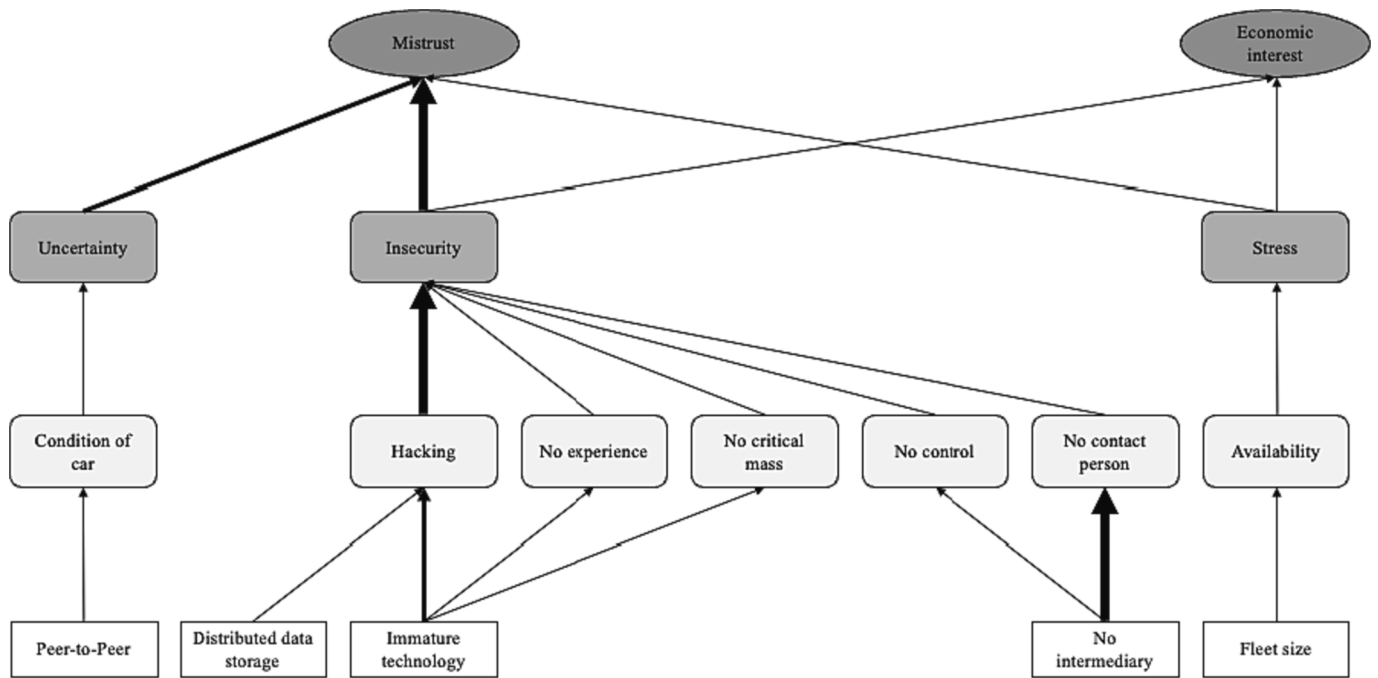 Mistrust
Economic
interest
Uncertainty
Insecurity
Stress
Condition of
car
Hacking
No experience
No critical
mass
No control
No contact
person
Availability
Peer-to-Peer
Distributed data
storage
Immature
technology
No
intermediary
Fleet size